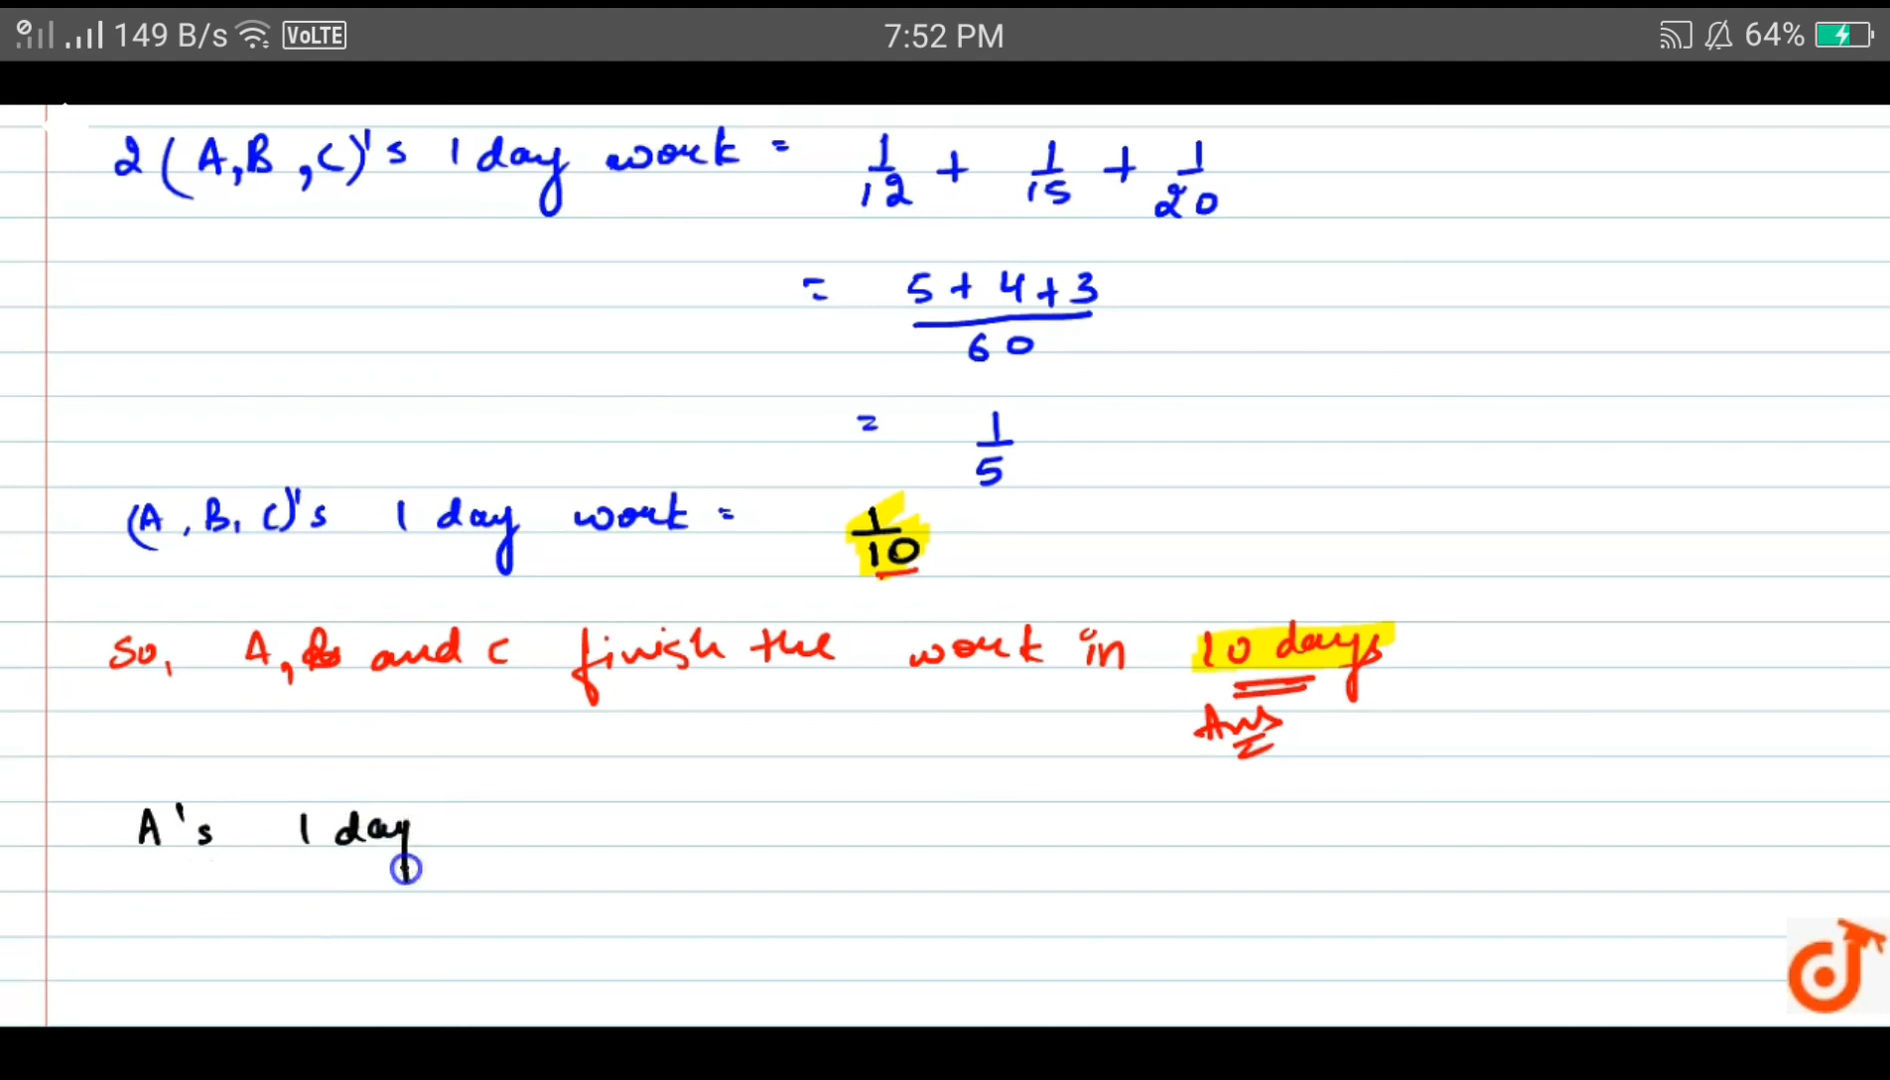 149 B/s VoLTE 7:52 PM 64%
2 (A,B,C)'s 1 day work = 1/12 + 1/15 + 1/20
= 5+4+3/60
= 1/5
(A, B, C)'s 1 day work = 1/10
So, A, B and C finish the work in 10 days
Ans
A's 1 day